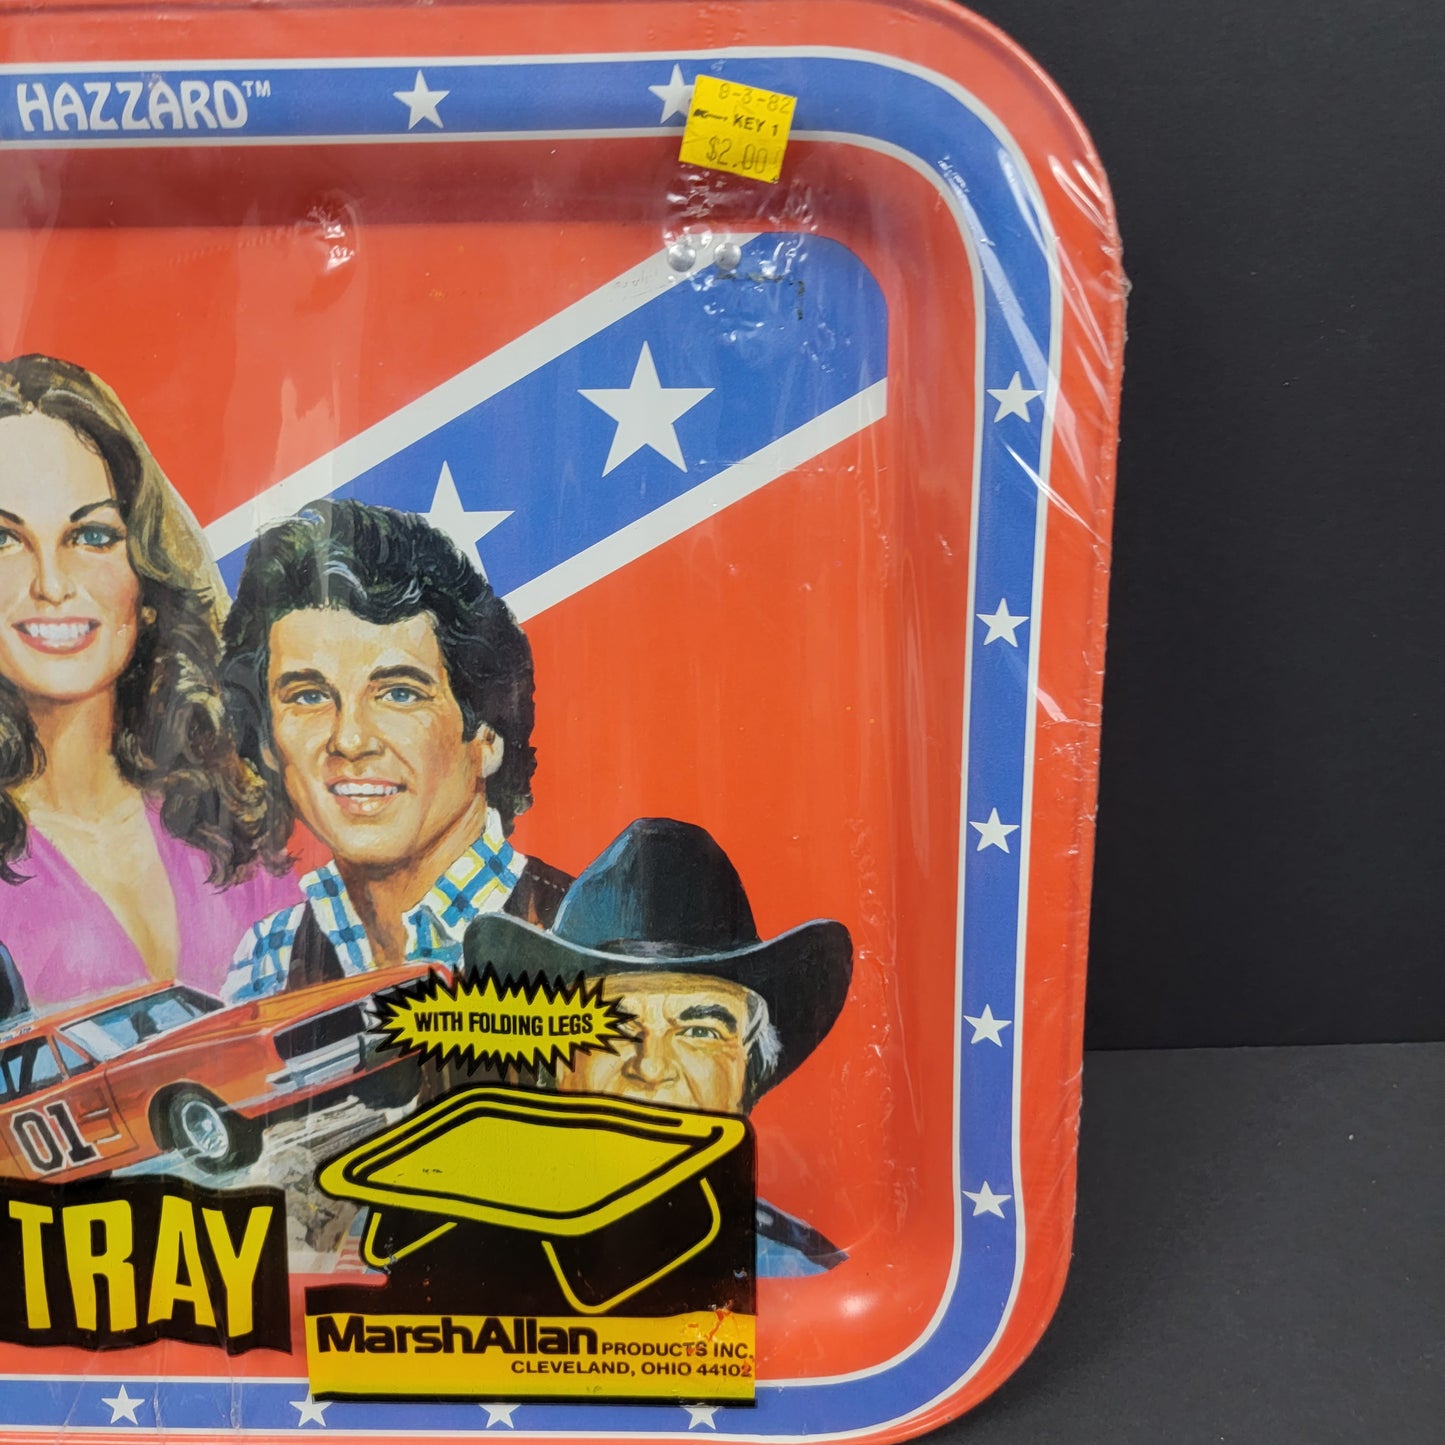 HAZZARD™
8-3-82
KEY 1
$2.00
WITH FOLDING LEGS
01
TRAY
MarshAllan PRODUCTS INC.
CLEVELAND, OHIO 44102